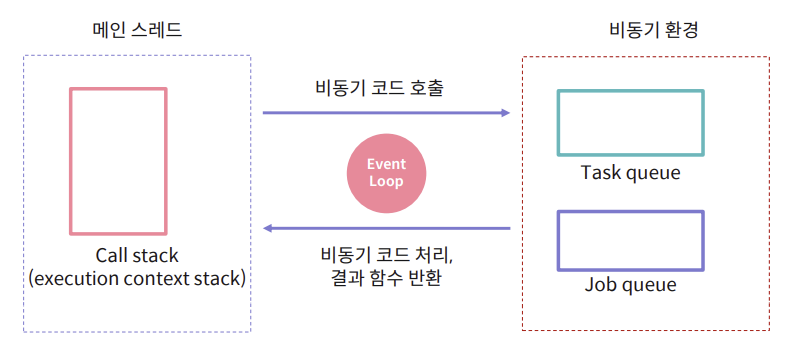 메인 스레드
비동기 환경
비동기 코드 호출
Event
Loop
Task queue
Call stack
(execution context stack)
비동기 코드 처리,
결과 함수 반환
Job queue